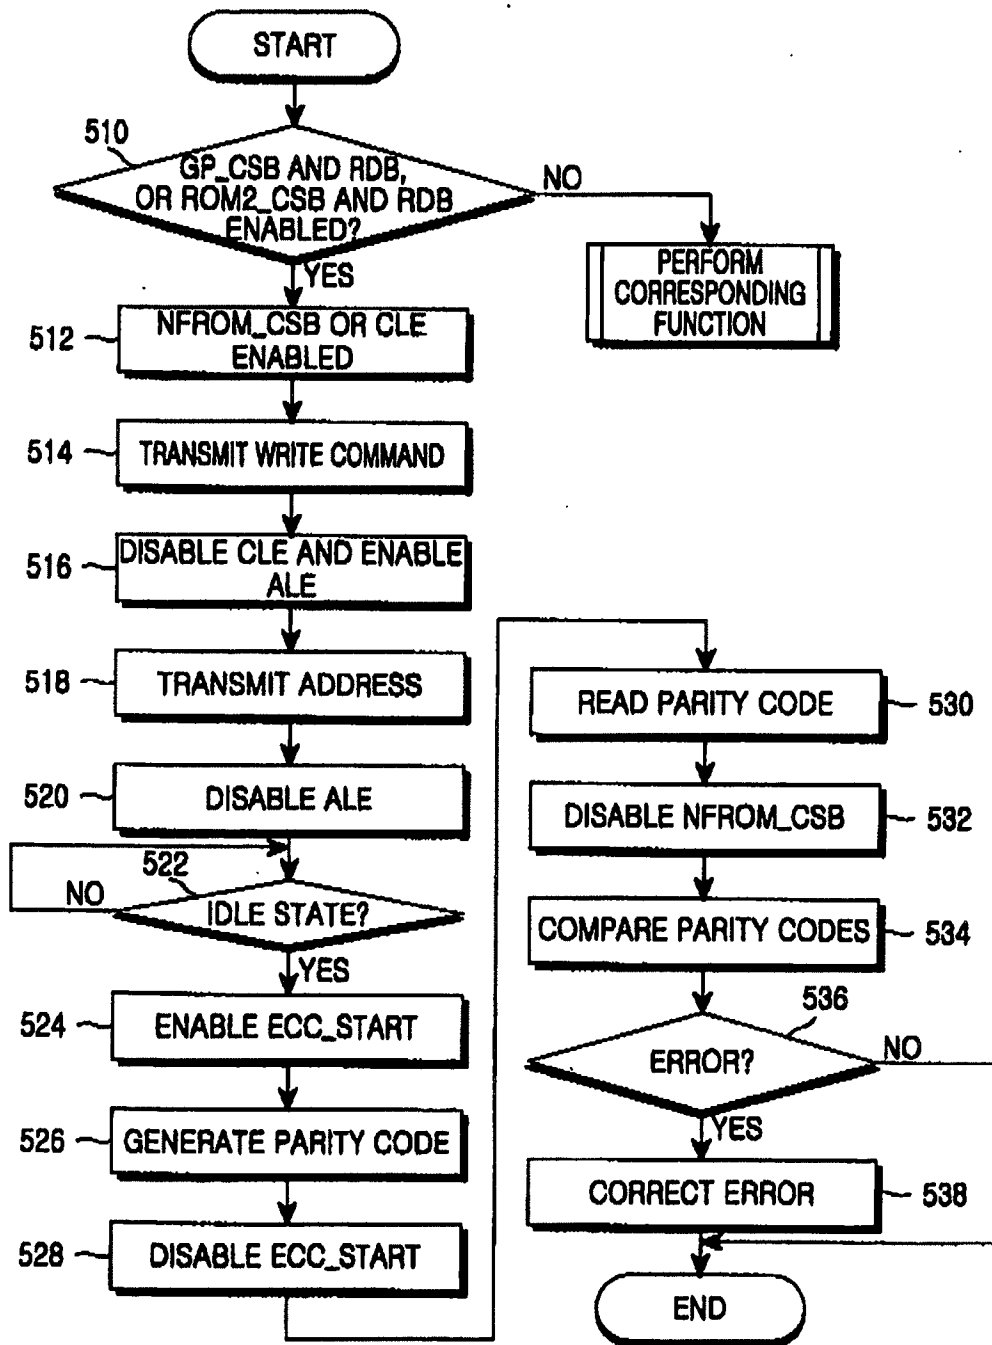 START
510
GP_CSB AND RDB,
OR ROM2_CSB AND RDB
ENABLED?
NO
YES
PERFORM
CORRESPONDING
FUNCTION
512
NFROM_CSB OR CLE
ENABLED
514
TRANSMIT WRITE COMMAND
516
DISABLE CLE AND ENABLE
ALE
518
TRANSMIT ADDRESS
520
DISABLE ALE
522
NO
IDLE STATE?
YES
524
ENABLE ECC_START
526
GENERATE PARITY CODE
528
DISABLE ECC_START
READ PARITY CODE
530
DISABLE NFROM_CSB
532
COMPARE PARITY CODES
534
536
ERROR?
NO
YES
CORRECT ERROR
538
END